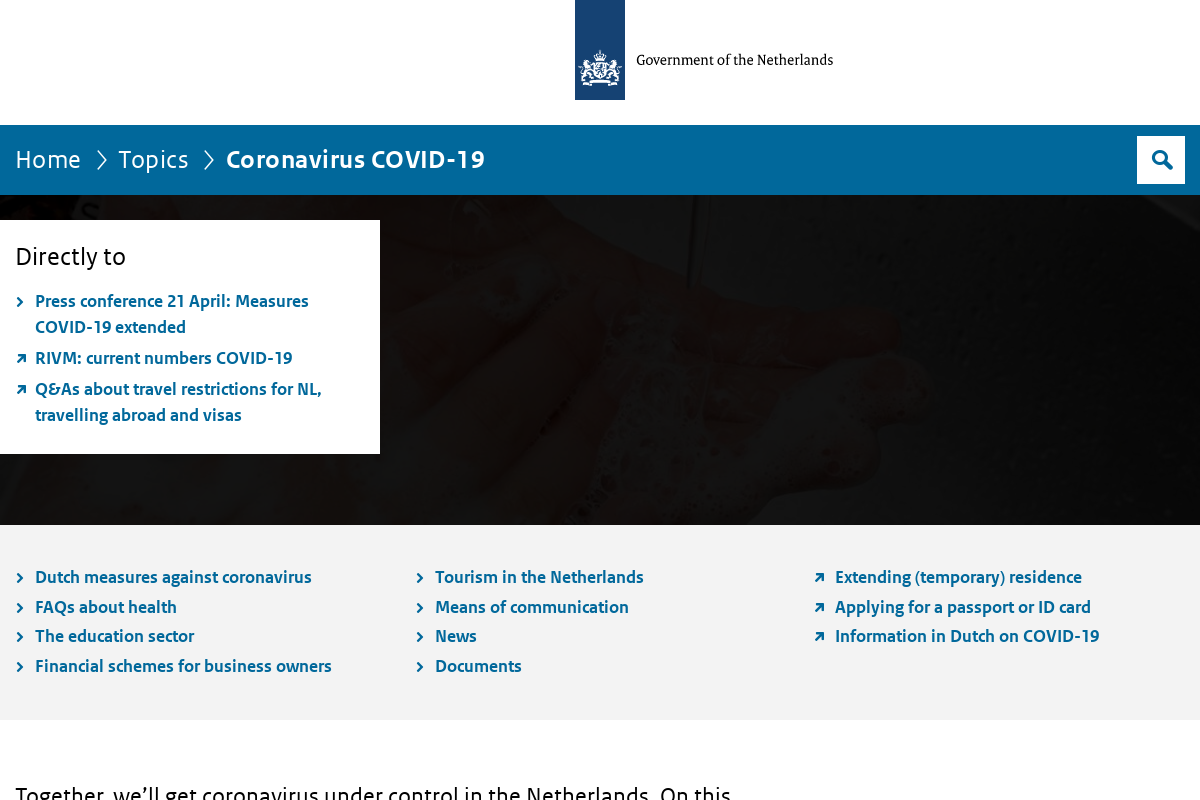 Government of the Netherlands
Home
Topics
Coronavirus COVID-19
Directly to
Press conference 21 April: Measures
COVID-19 extended
RIVM: current numbers COVID-19
Q&As about travel restrictions for NL,
travelling abroad and visas
Dutch measures against coronavirus
FAQs about health
The education sector
Financial schemes for business owners
Tourism in the Netherlands
Means of communication
News
Documents
Extending (temporary) residence
Applying for a passport or ID card
Information in Dutch on COVID-19
Together, we’ll get coronavirus under control in the Netherlands. On this